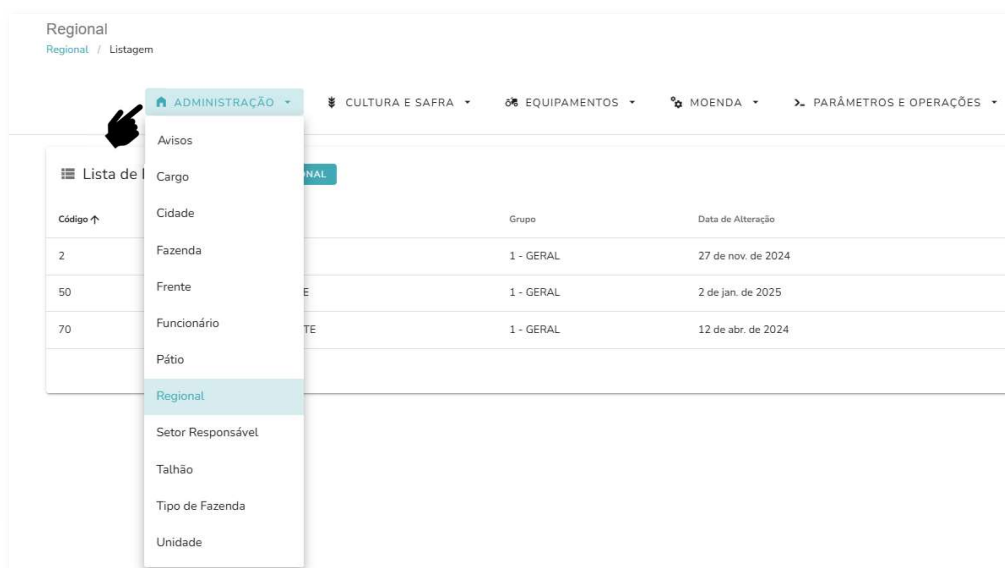 Regional
Regional / Listagem
ADMINISTRAÇÃO CULTURA E SAFRA EQUIPAMENTOS MOENDA PARÂMETROS E OPERAÇÕES
Avisos
Lista de
Cargo
Código Cidade Grupo Data de Alteração
2 Fazenda 1 - GERAL 27 de nov. de 2024
50 Frente E 1 - GERAL 2 de jan. de 2025
70 Funcionário TE 1 - GERAL 12 de abr. de 2024
Pátio
Regional
Setor Responsável
Talhão
Tipo de Fazenda
Unidade